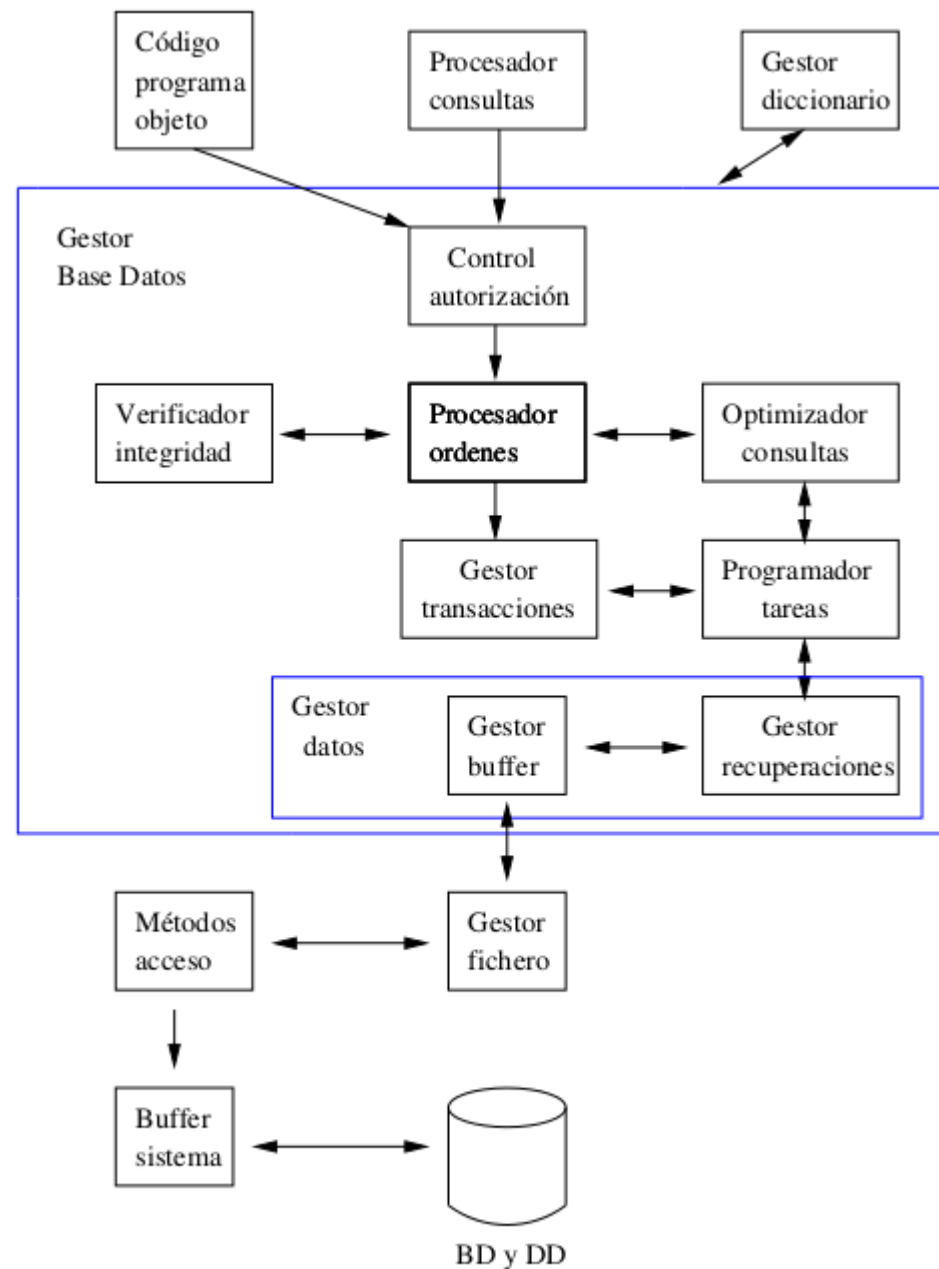 Código
programa
objeto
Procesador
consultas
Gestor
diccionario
Gestor
Base Datos
Control
autorización
Verificador
integridad
Procesador
ordenes
Optimizador
consultas
Gestor
transacciones
Programador
tareas
Gestor
datos
Gestor
buffer
Gestor
recuperaciones
Métodos
acceso
Gestor
fichero
Buffer
sistema
BD y DD